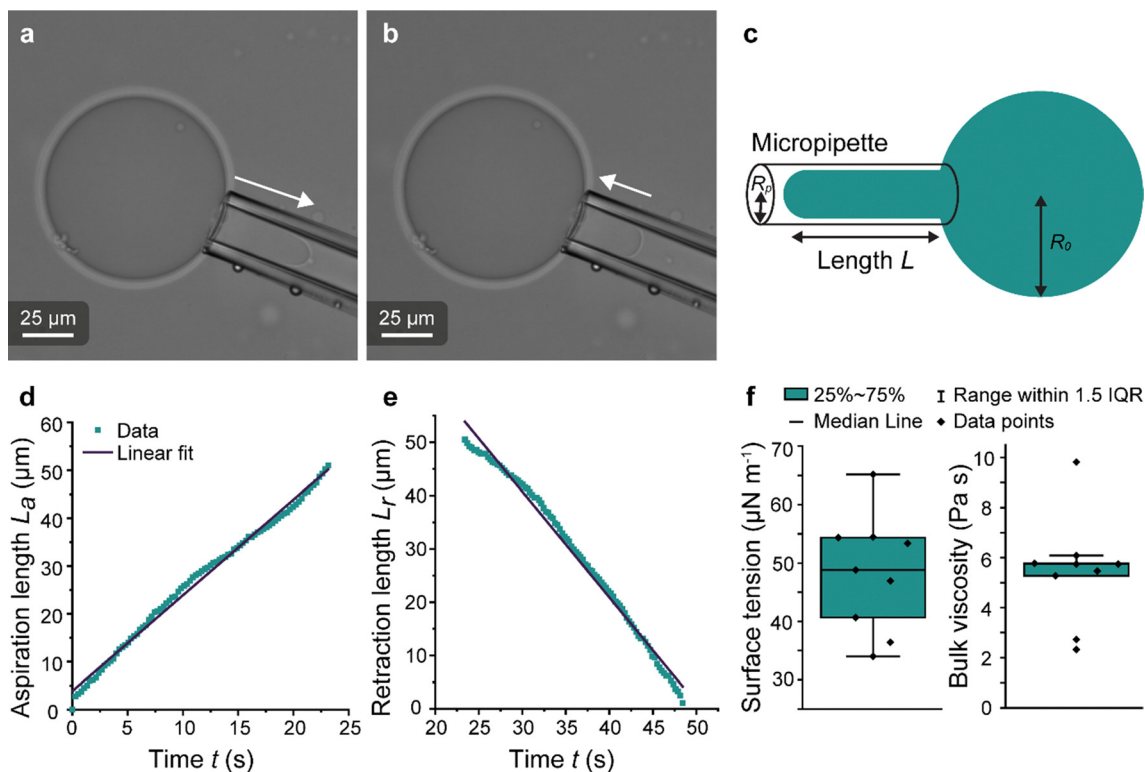 a
25 µm
b
25 µm
c
Micropipette
Rp
Length L
R0
d
Aspiration length La (µm)
60
50
40
30
20
10
0
Data
Linear fit
0 5 10 15 20 25
Time t (s)
e
Retraction length Lr (µm)
50
40
30
20
10
0
20 25 30 35 40 45 50
Time t (s)
f
25%~75%
Range within 1.5 IQR
Median Line
Data points
Surface tension (µN m⁻¹)
70
60
50
40
30
Bulk viscosity (Pa s)
10
8
6
4
2
0